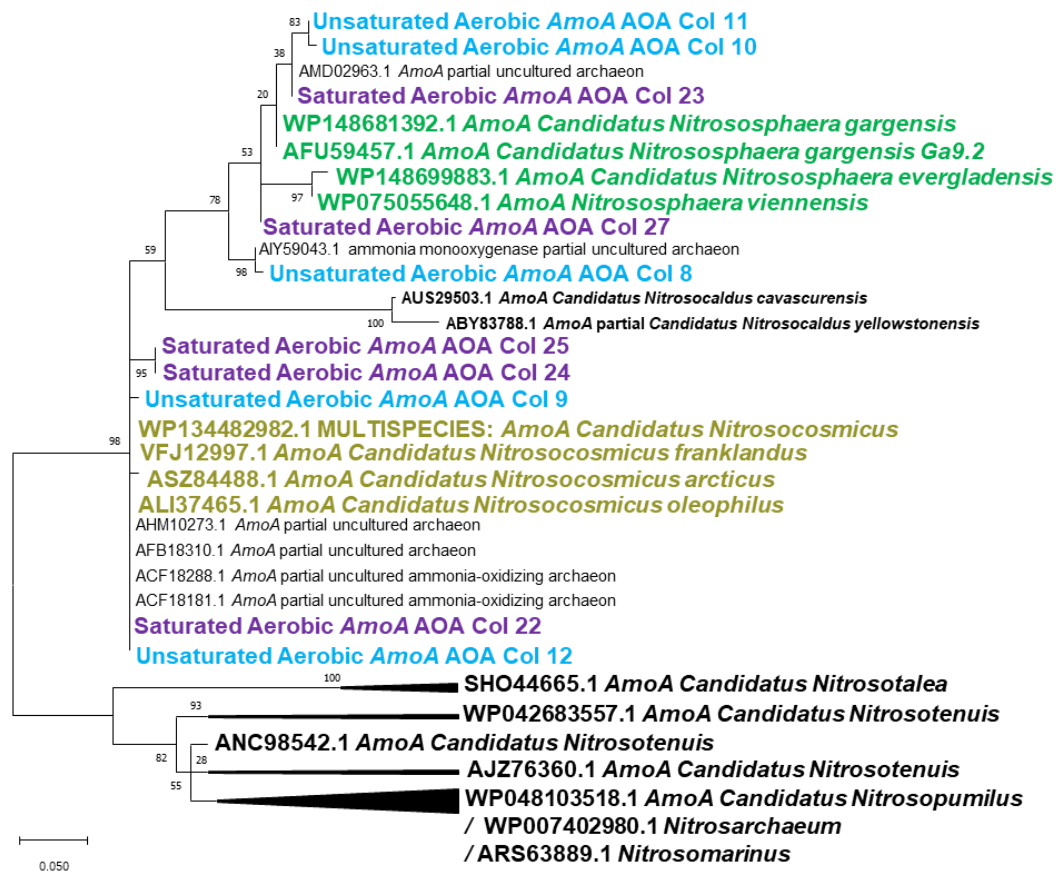 83
Unsaturated Aerobic AmoA AOA Col 11
Unsaturated Aerobic AmoA AOA Col 10
38
AMD02963.1 AmoA partial uncultured archaeon
Saturated Aerobic AmoA AOA Col 23
20
WP148681392.1 AmoA Candidatus Nitrososphaera gargensis
AFU59457.1 AmoA Candidatus Nitrososphaera gargensis Ga9.2
53
WP148699883.1 AmoA Candidatus Nitrososphaera evergladensis
97
WP075055648.1 AmoA Nitrososphaera viennensis
78
Saturated Aerobic AmoA AOA Col 27
59
AIY59043.1 ammonia monooxygenase partial uncultured archaeon
98
Unsaturated Aerobic AmoA AOA Col 8
AUS29503.1 AmoA Candidatus Nitrosocaldus cavascurensis
100
ABY83788.1 AmoA partial Candidatus Nitrosocaldus yellowstonensis
Saturated Aerobic AmoA AOA Col 25
95
Saturated Aerobic AmoA AOA Col 24
Unsaturated Aerobic AmoA AOA Col 9
98
WP134482982.1 MULTISPECIES: AmoA Candidatus Nitrosocosmicus
VFJ12997.1 AmoA Candidatus Nitrosocosmicus franklandus
ASZ84488.1 AmoA Candidatus Nitrosocosmicus arcticus
ALI37465.1 AmoA Candidatus Nitrosocosmicus oleophilus
AHM10273.1 AmoA partial uncultured archaeon
AFB18310.1 AmoA partial uncultured archaeon
ACF18288.1 AmoA partial uncultured ammonia-oxidizing archaeon
ACF18181.1 AmoA partial uncultured ammonia-oxidizing archaeon
Saturated Aerobic AmoA AOA Col 22
Unsaturated Aerobic AmoA AOA Col 12
100
SHO44665.1 AmoA Candidatus Nitrosotalea
93
WP042683557.1 AmoA Candidatus Nitrosotenuis
ANC98542.1 AmoA Candidatus Nitrosotenuis
82
28
AJZ76360.1 AmoA Candidatus Nitrosotenuis
55
WP048103518.1 AmoA Candidatus Nitrosopumilus
/ WP007402980.1 Nitrosarchaeum
/ ARS63889.1 Nitrosomarinus
0.050